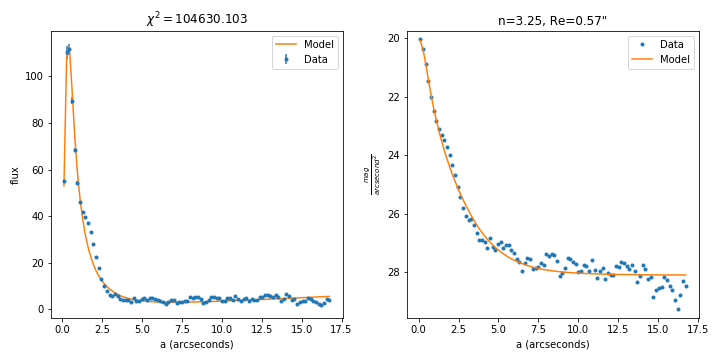 χ² = 104630.103
Model
Data
flux
100
80
60
40
20
0
0.0 2.5 5.0 7.5 10.0 12.5 15.0 17.5
a (arcseconds)
n=3.25, Re=0.57"
Data
Model
mag/arcsecond²
20
22
24
26
28
0.0 2.5 5.0 7.5 10.0 12.5 15.0 17.5
a (arcseconds)